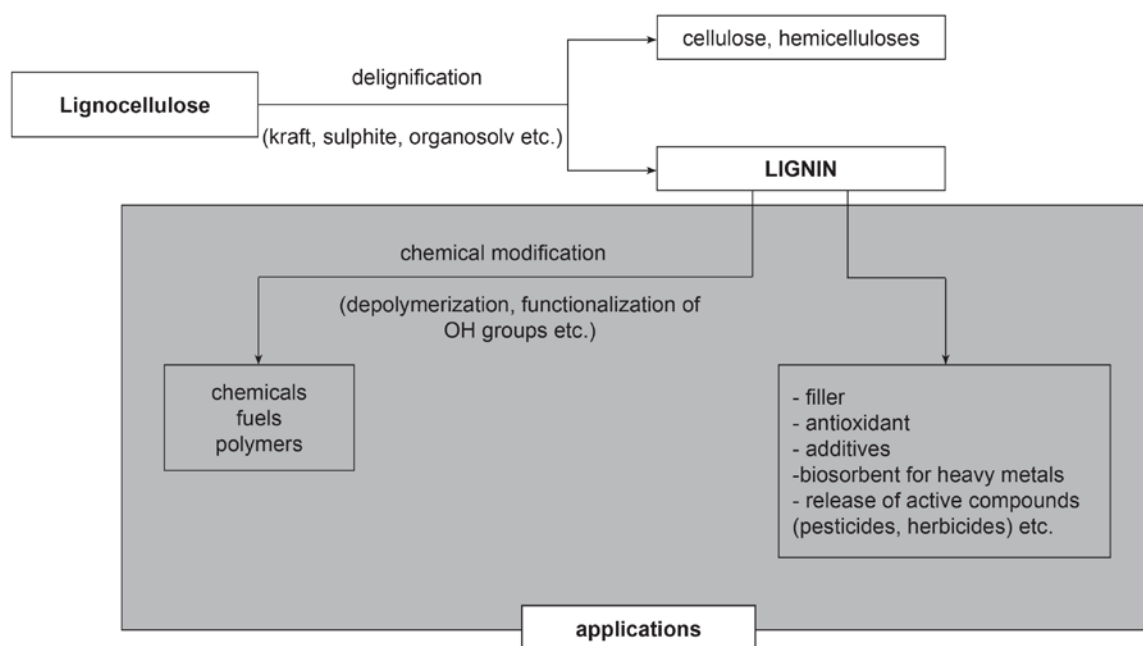 cellulose, hemicelluloses
delignification
Lignocellulose
(kraft, sulphite, organosolv etc.)
LIGNIN
chemical modification
(depolymerization, functionalization of
OH groups etc.)
chemicals
fuels
polymers
- filler
- antioxidant
- additives
-biosorbent for heavy metals
- release of active compounds
(pesticides, herbicides) etc.
applications